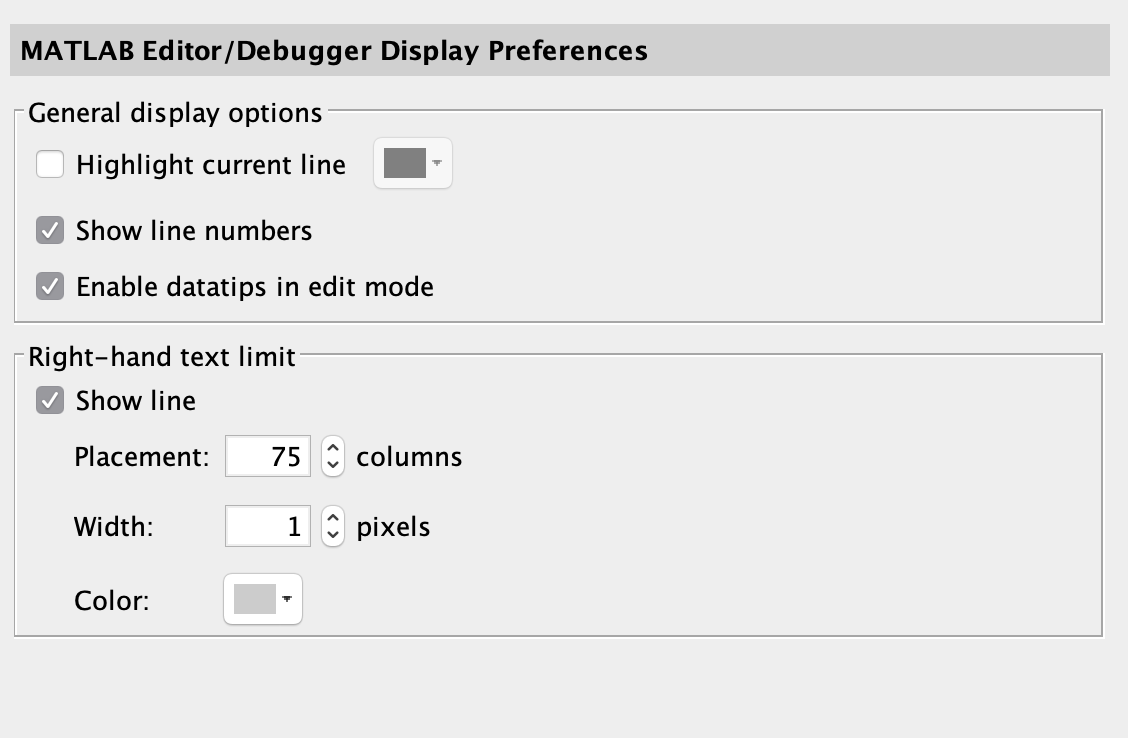 MATLAB Editor/Debugger Display Preferences
General display options
Highlight current line
Show line numbers
Enable datatips in edit mode
Right-hand text limit
Show line
Placement: 75 columns
Width: 1 pixels
Color: